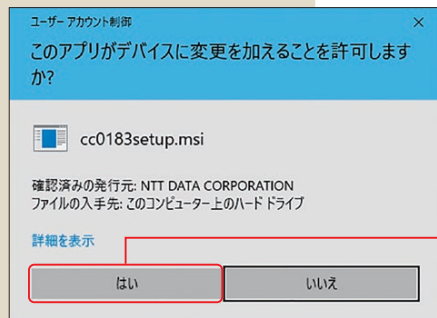 ユーザー アカウント制御
このアプリがデバイスに変更を加えることを許可します
か?
cc0183setup.msi
確認済みの発行元: NTT DATA CORPORATION
ファイルの入手先: このコンピューター上のハード ドライブ
詳細を表示
はい
いいえ